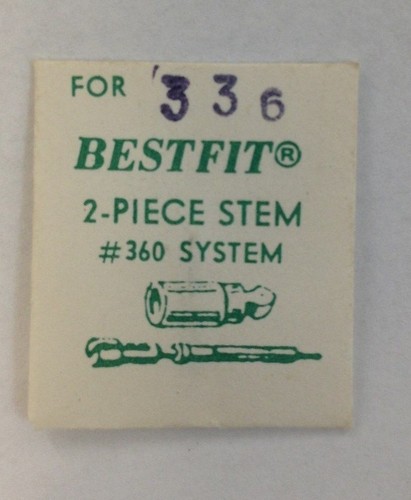 FOR 336
BESTFIT®
2-PIECE STEM
#360 SYSTEM